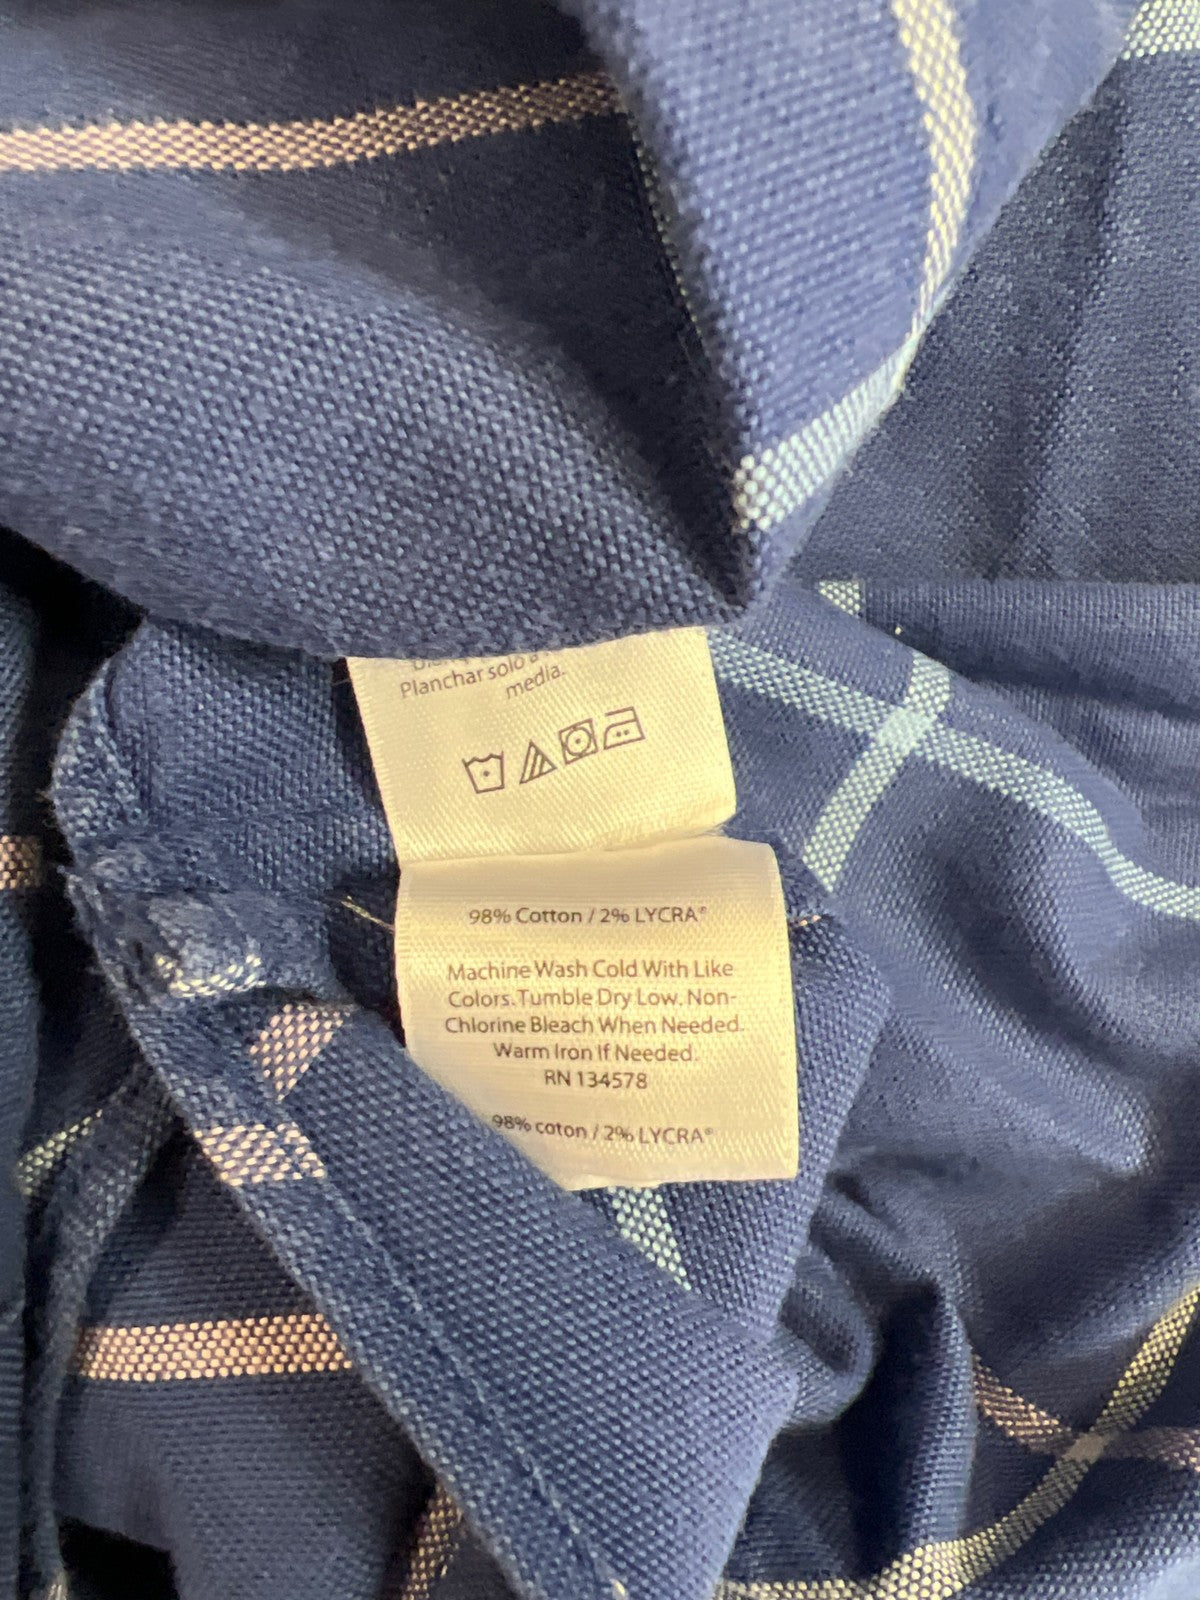 Planchar solo a
media.
98% Cotton / 2% LYCRA®
Machine Wash Cold With Like
Colors. Tumble Dry Low. Non-
Chlorine Bleach When Needed.
Warm Iron If Needed.
RN 134578
98% coton / 2% LYCRA®